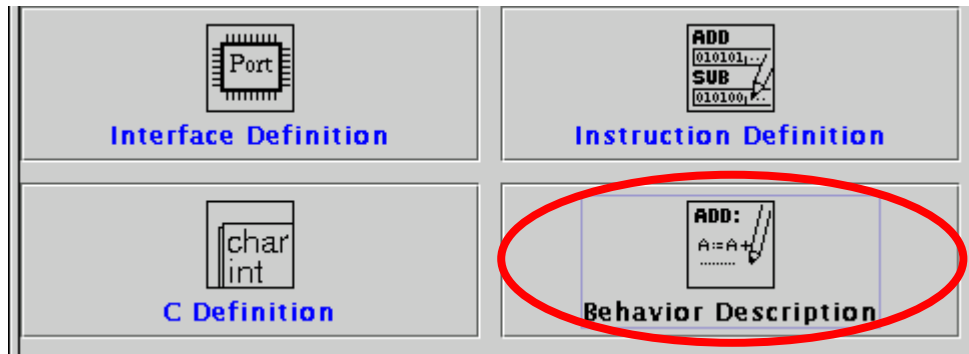 Port
Interface Definition
ADD
010101
SUB
010100
Instruction Definition
char
int
C Definition
ADD:
A:=A+
Behavior Description